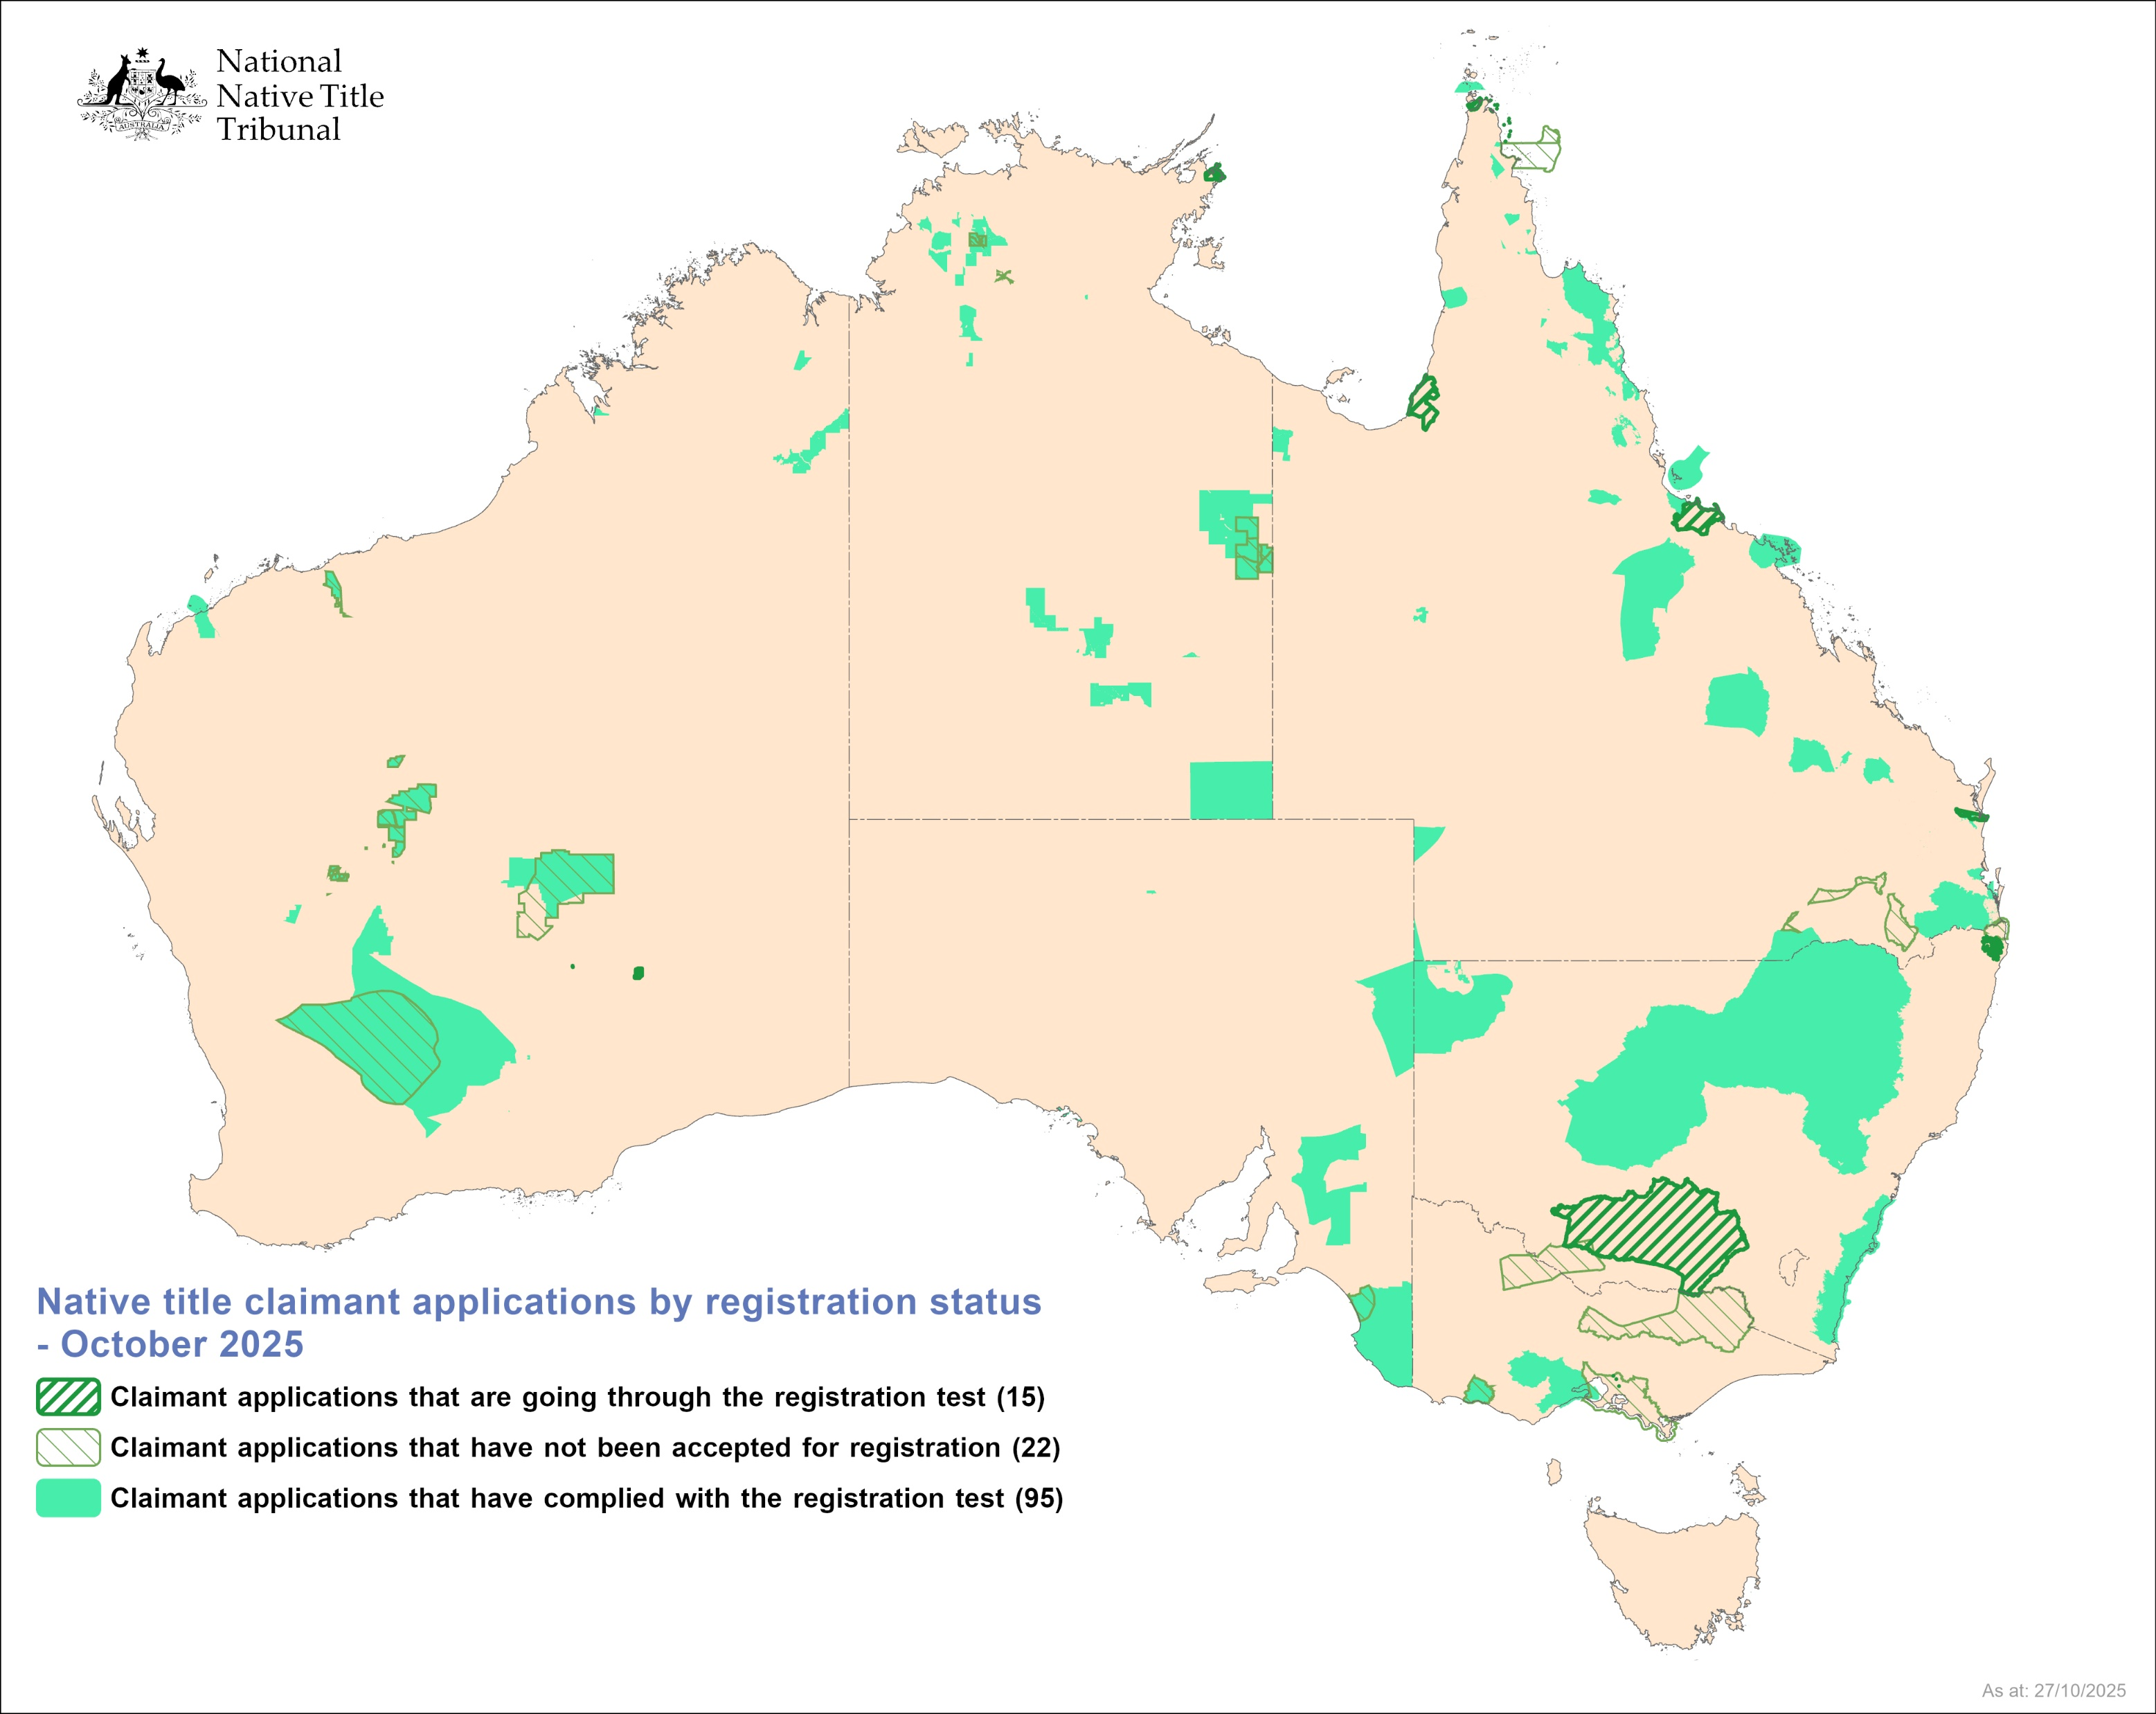 National
Native Title
Tribunal
AUSTRALIA
Native title claimant applications by registration status
- October 2025
Claimant applications that are going through the registration test (15)
Claimant applications that have not been accepted for registration (22)
Claimant applications that have complied with the registration test (95)
As at: 27/10/2025